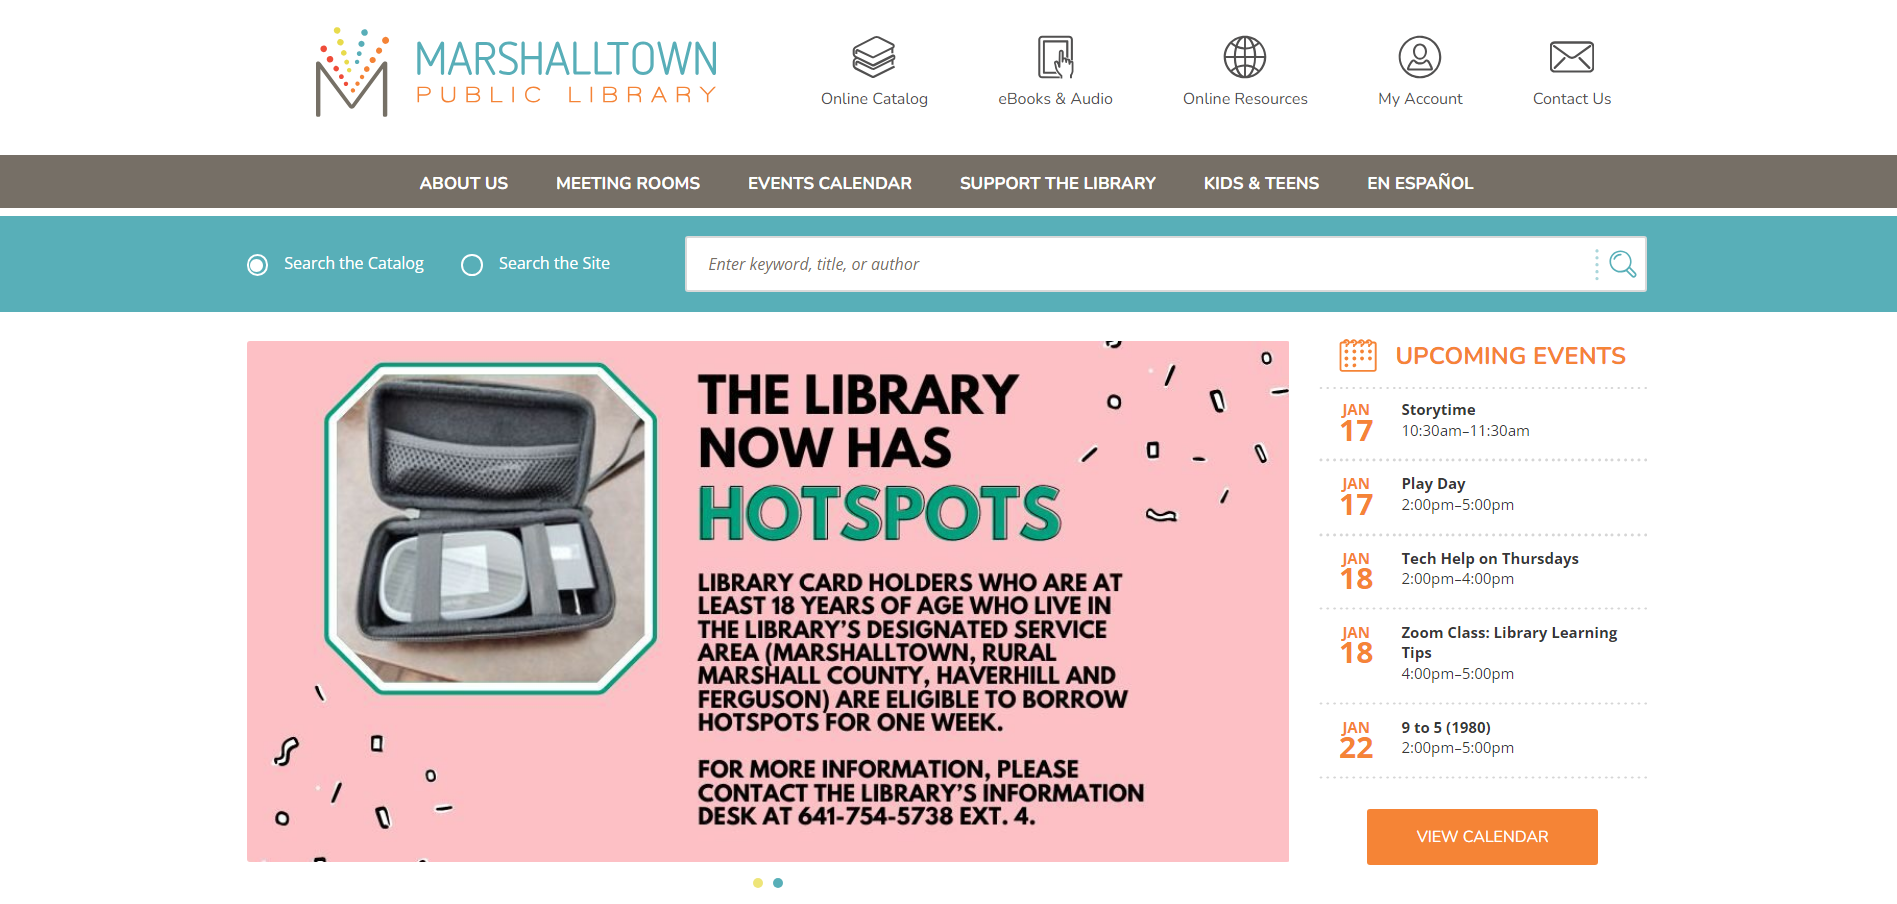 MARSHALLTOWN
PUBLIC LIBRARY
Online Catalog
eBooks & Audio
Online Resources
My Account
Contact Us
ABOUT US
MEETING ROOMS
EVENTS CALENDAR
SUPPORT THE LIBRARY
KIDS & TEENS
EN ESPAÑOL
Search the Catalog
Search the Site
Enter keyword, title, or author
THE LIBRARY
NOW HAS
HOTSPOTS
LIBRARY CARD HOLDERS WHO ARE AT
LEAST 18 YEARS OF AGE WHO LIVE IN
THE LIBRARY'S DESIGNATED SERVICE
AREA (MARSHALLTOWN, RURAL
MARSHALL COUNTY, HAVERHILL AND
FERGUSON) ARE ELIGIBLE TO BORROW
HOTSPOTS FOR ONE WEEK.
FOR MORE INFORMATION, PLEASE
CONTACT THE LIBRARY'S INFORMATION
DESK AT 641-754-5738 EXT. 4.
UPCOMING EVENTS
JAN
17
Storytime
10:30am–11:30am
JAN
17
Play Day
2:00pm–5:00pm
JAN
18
Tech Help on Thursdays
2:00pm–4:00pm
JAN
18
Zoom Class: Library Learning
Tips
4:00pm–5:00pm
JAN
22
9 to 5 (1980)
2:00pm–5:00pm
VIEW CALENDAR